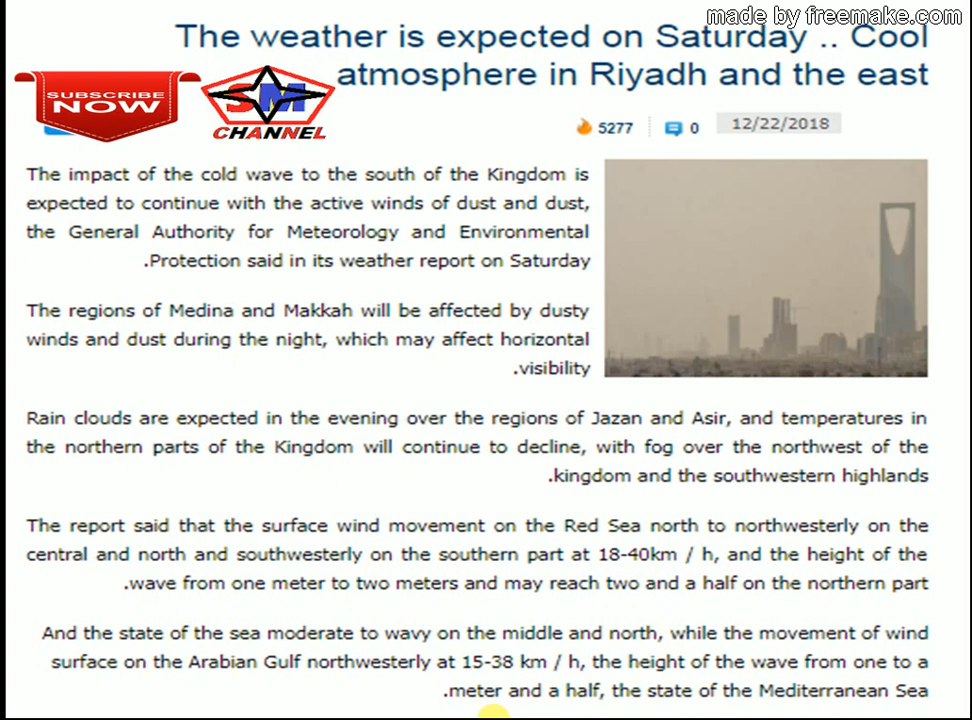 made by freemake.com
The weather is expected on Saturday .. Cool
atmosphere in Riyadh and the east
SUBSCRIBE
NOW
SM
CHANNEL
5277
0
12/22/2018
The impact of the cold wave to the south of the Kingdom is
expected to continue with the active winds of dust and dust,
the General Authority for Meteorology and Environmental
.Protection said in its weather report on Saturday
The regions of Medina and Makkah will be affected by dusty
winds and dust during the night, which may affect horizontal
.visibility
Rain clouds are expected in the evening over the regions of Jazan and Asir, and temperatures in
the northern parts of the Kingdom will continue to decline, with fog over the northwest of the
.kingdom and the southwestern highlands
The report said that the surface wind movement on the Red Sea north to northwesterly on the
central and north and southwesterly on the southern part at 18-40km / h, and the height of the
.wave from one meter to two meters and may reach two and a half on the northern part
And the state of the sea moderate to wavy on the middle and north, while the movement of wind
surface on the Arabian Gulf northwesterly at 15-38 km / h, the height of the wave from one to a
.meter and a half, the state of the Mediterranean Sea